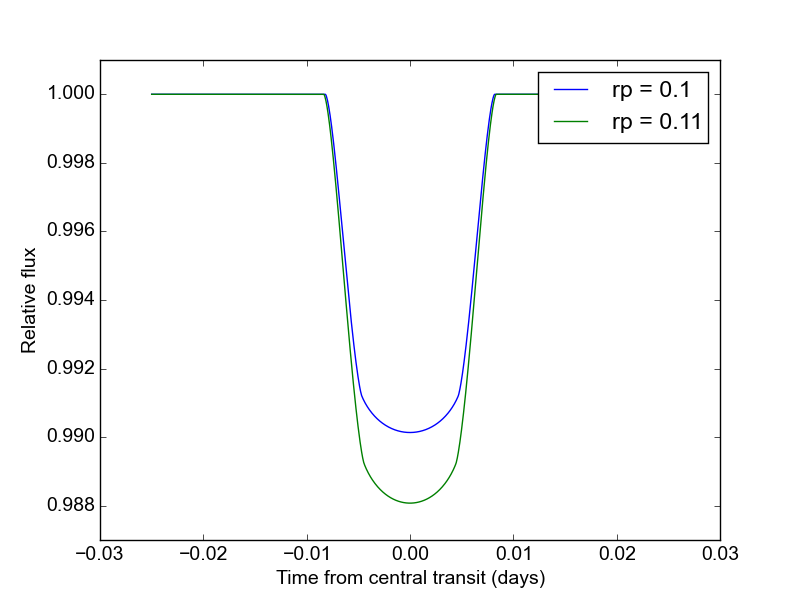 1.000
0.998
0.996
0.994
0.992
0.990
0.988
Relative flux
−0.03 −0.02 −0.01 0.00 0.01 0.02 0.03
Time from central transit (days)
rp = 0.1
rp = 0.11